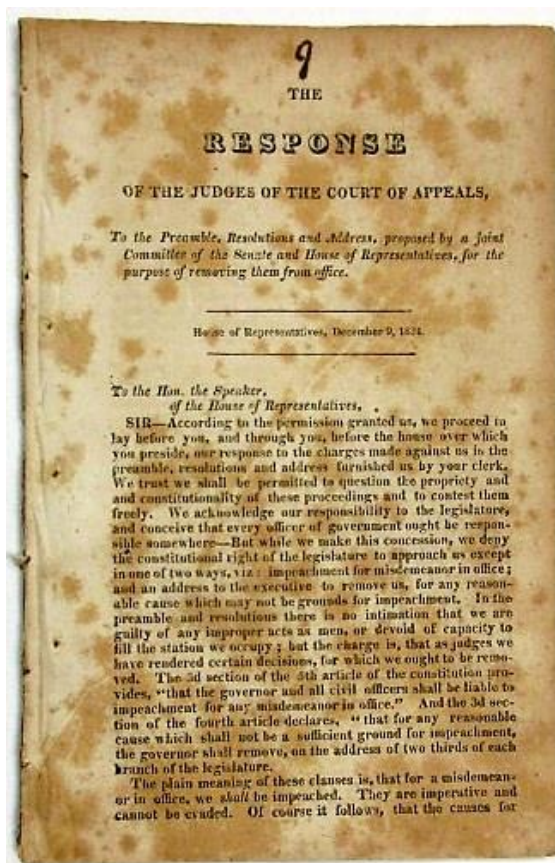 9
THE
RESPONSE
OF THE JUDGES OF THE COURT OF APPEALS,
To the Preamble, Resolutions and Address, proposed by a Joint
Committee of the Senate and House of Representatives, for the
purpose of removing them from office.
House of Representatives, December 9, 1824.
To the Hon. the Speaker,
of the House of Representatives,
SIR—According to the permission granted us, we proceed to
lay before you, and through you, before the house over which
you preside, our response to the charges made against us in the
preamble, resolutions and address furnished us by your clerk.
We trust we shall be permitted to question the propriety and
and constitutionality of these proceedings and to contest them
freely. We acknowledge our responsibility to the legislature,
and conceive that every officer of government ought be respon-
sible somewhere—But while we make this concession, we deny
the constitutional right of the legislature to approach us except
in one of two ways, viz: impeachment for misdemeanor in office;
and an address to the executive to remove us, for any reason-
able cause which may not be grounds for impeachment. In the
preamble and resolutions there is no intimation that we are
guilty of any improper acts as men, or devoid of capacity to
fill the station we occupy; but the charge is, that as judges we
have rendered certain decisions, for which we ought to be remo-
ved. The 3d section of the 5th article of the constitution pro-
vides, "that the governor and all civil officers shall be liable to
impeachment for any misdemeanor in office." And the 3d sec-
tion of the fourth article declares, "that for any reasonable
cause which shall not be a sufficient ground for impeachment,
the governor shall remove, on the address of two thirds of each
branch of the legislature.
The plain meaning of these clauses is, that for a misdemean-
or in office, we shall be impeached. They are imperative and
cannot be evaded. Of course it follows, that the causes for